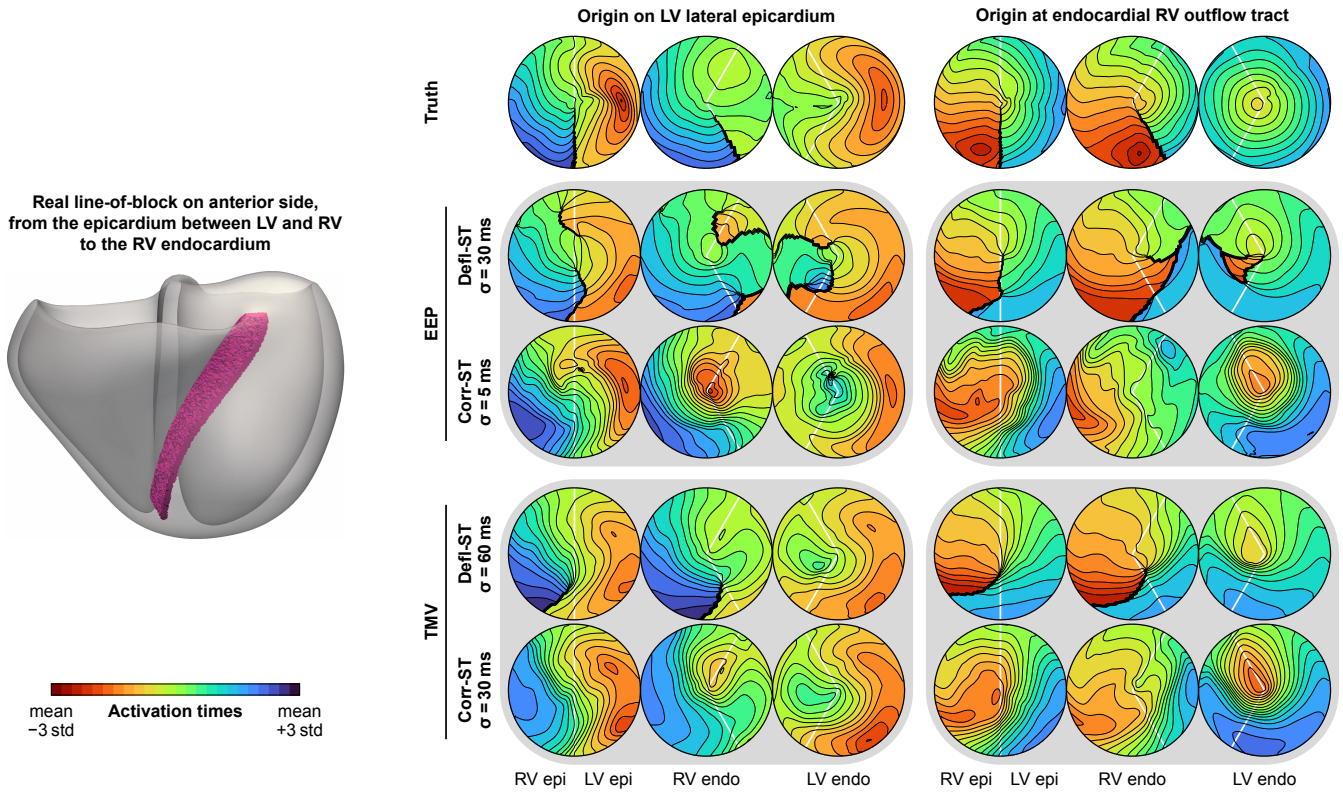 Origin on LV lateral epicardium
Origin at endocardial RV outflow tract
Truth
Real line-of-block on anterior side,
from the epicardium between LV and RV
to the RV endocardium
EEP
Defl-ST
σ = 30 ms
Corr-ST
σ = 5 ms
TMV
Defl-ST
σ = 60 ms
Corr-ST
σ = 30 ms
mean
−3 std
Activation times
mean
+3 std
RV epi
LV epi
RV endo
LV endo
RV epi
LV epi
RV endo
LV endo